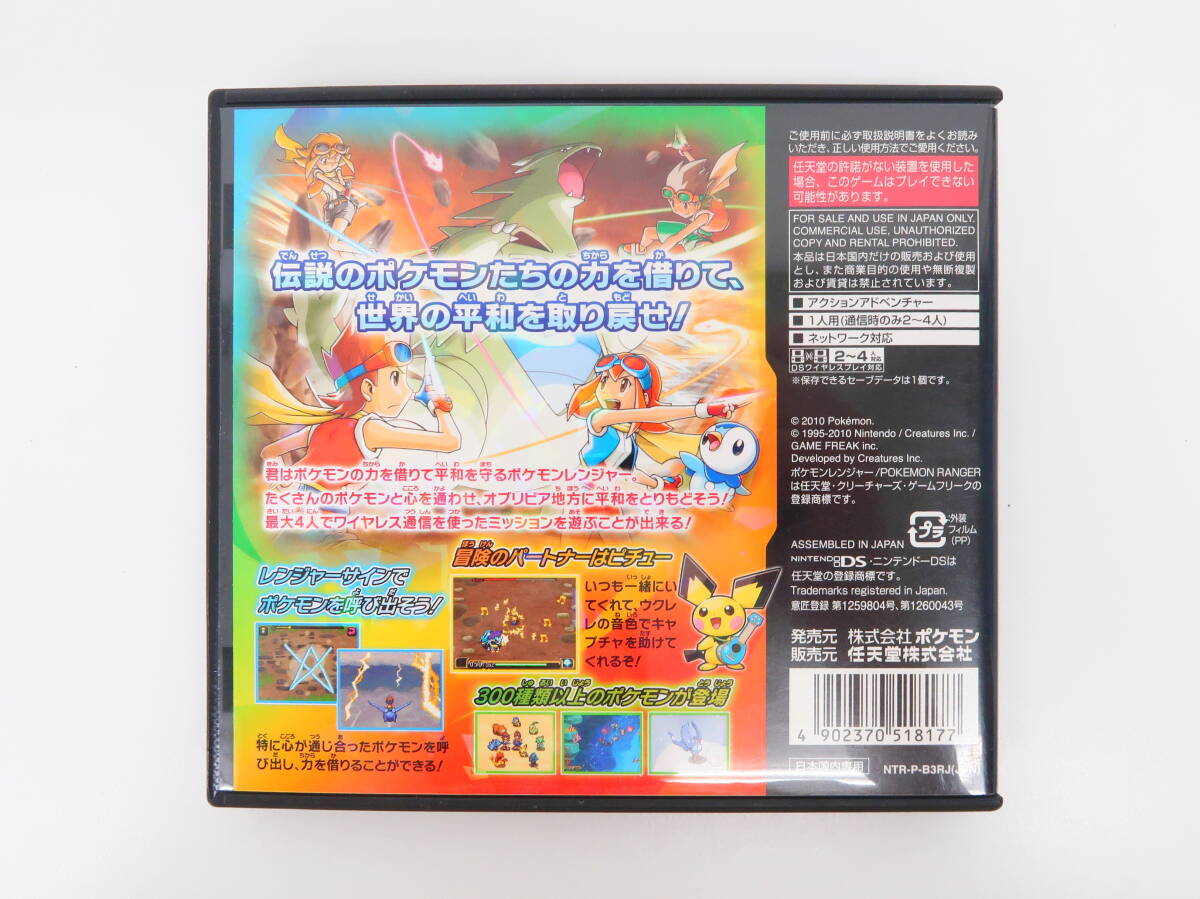 伝説のポケモンたちの力を借りて、
世界の平和を取り戻せ!
君はポケモンの力を借りて平和を守るポケモンレンジャー。
たくさんのポケモンと心を通わせ、オブリビア地方に平和をとりもどそう!
最大4人でワイヤレス通信を使ったミッションを遊ぶことが出来る!
レンジャーサインで
ポケモンを呼び出そう!
特に心が通じ合ったポケモンを呼
び出し、力を借りることができる!
冒険のパートナーはピチュー
いつも一緒にい
てくれて、ウクレ
レの音色でキャ
プチャを助けて
くれるぞ!
300種類以上のポケモンが登場
ご使用前に必ず取扱説明書をよくお読み
いただき、正しい使用方法でご愛用ください。
任天堂の許諾がない装置を使用した
場合、このゲームはプレイできない
可能性があります。
FOR SALE AND USE IN JAPAN ONLY.
COMMERCIAL USE, UNAUTHORIZED
COPY AND RENTAL PROHIBITED.
本品は日本国内だけの販売および使用
とし、また商業目的の使用や無断複製
および賃貸は禁止されています。
■ アクションアドベンチャー
■ 1人用(通信時のみ2〜4人)
■ ネットワーク対応
2〜4人対応
DSワイヤレスプレイ対応
※保存できるセーブデータは1個です。
© 2010 Pokémon.
© 1995-2010 Nintendo / Creatures Inc. /
GAME FREAK inc.
Developed by Creatures Inc.
ポケモンレンジャー/POKEMON RANGER
は任天堂・クリーチャーズ・ゲームフリークの
登録商標です。
プラ
外装
フィルム
(PP)
ASSEMBLED IN JAPAN
NINTENDO DS・ニンテンドーDSは
任天堂の登録商標です。
Trademarks registered in Japan.
意匠登録 第1259804号、第1260043号
発売元 株式会社 ポケモン
販売元 任天堂株式会社
4 902370 518177
日本国内専用
NTR-P-B3RJ(JPN)